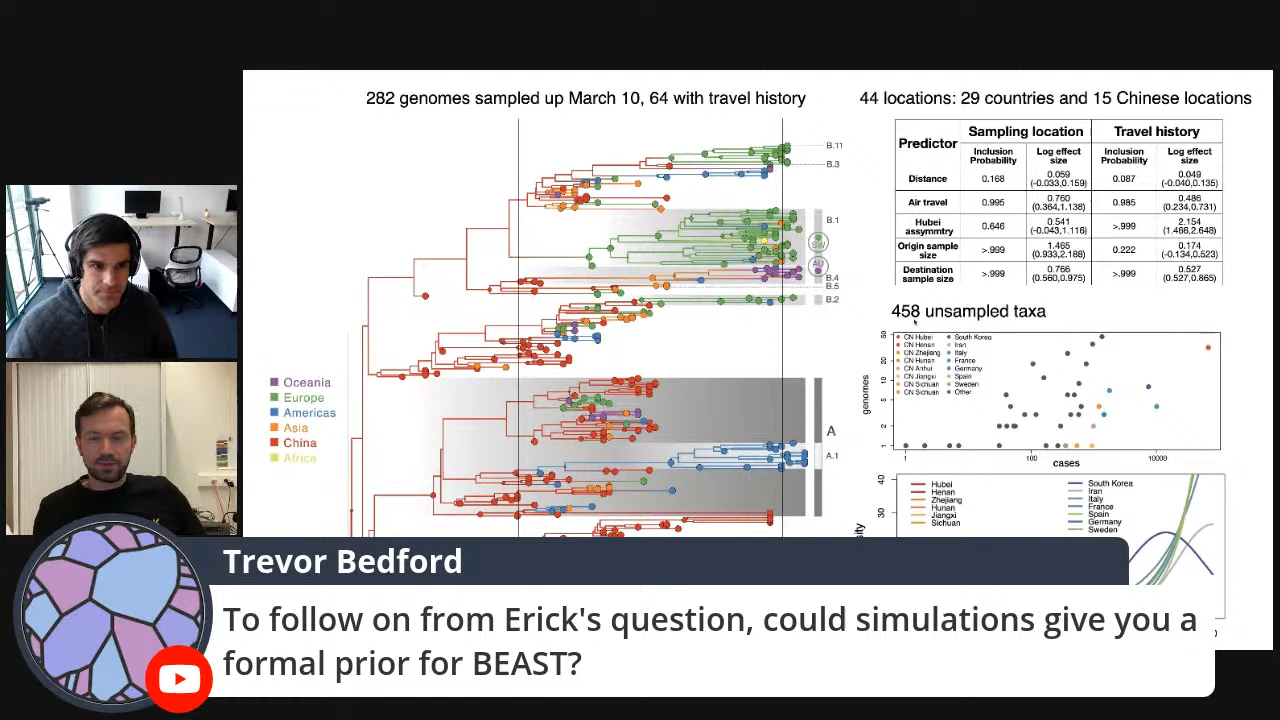 282 genomes sampled up March 10, 64 with travel history
B.11
B.3
B.1
SW
AU
B.4
B.5
B.2
Oceania
Europe
Americas
Asia
China
Africa
A
A.1
44 locations: 29 countries and 15 Chinese locations
Predictor Sampling location Travel history
Inclusion Probability Log effect size Inclusion Probability Log effect size
Distance 0.168 0.059 (-0.033,0.159) 0.087 0.049 (-0.040,0.135)
Air travel 0.995 0.760 (0.364,1.138) 0.985 0.486 (0.234,0.731)
Hubei assymmtry 0.646 0.541 (-0.043,1.116) >.999 2.154 (1.486,2.648)
Origin sample size >.999 1.465 (0.933,2.188) 0.222 0.174 (-0.134,0.523)
Destination sample size >.999 0.766 (0.560,0.975) >.999 0.527 (0.527,0.865)
458 unsampled taxa
genomes
50
20
10
5
2
1
CN Hubei South Korea
CN Henan Iran
CN Zhejiang Italy
CN Hunan France
CN Anhui Germany
CN Jiangxi Spain
CN Sichuan Sweden
CN Sichuan Other
1 100 10000
cases
40
30
Hubei South Korea
Henan Iran
Zhejiang Italy
Hunan France
Jiangxi Spain
Sichuan Germany
Sweden
Trevor Bedford
To follow on from Erick's question, could simulations give you a
formal prior for BEAST?